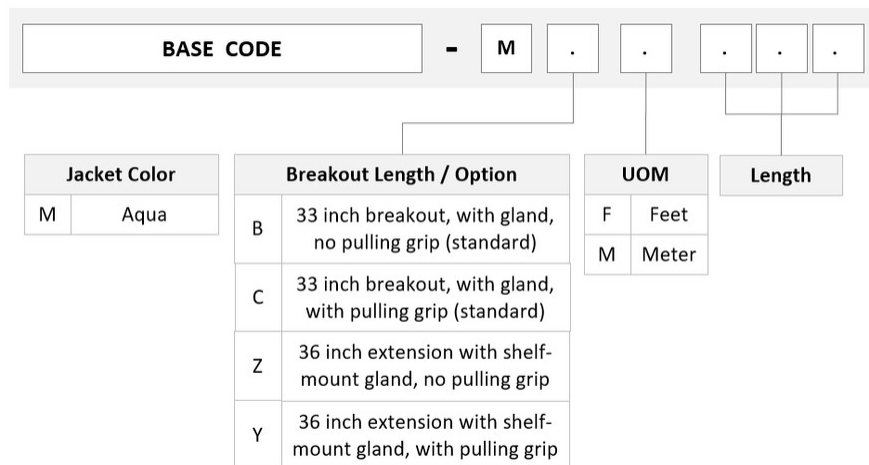 BASE CODE - M . . . . .
Jacket Color
M Aqua
Breakout Length / Option
B 33 inch breakout, with gland,
no pulling grip (standard)
C 33 inch breakout, with gland,
with pulling grip (standard)
Z 36 inch extension with shelf-
mount gland, no pulling grip
Y 36 inch extension with shelf-
mount gland, with pulling grip
UOM
F Feet
M Meter
Length